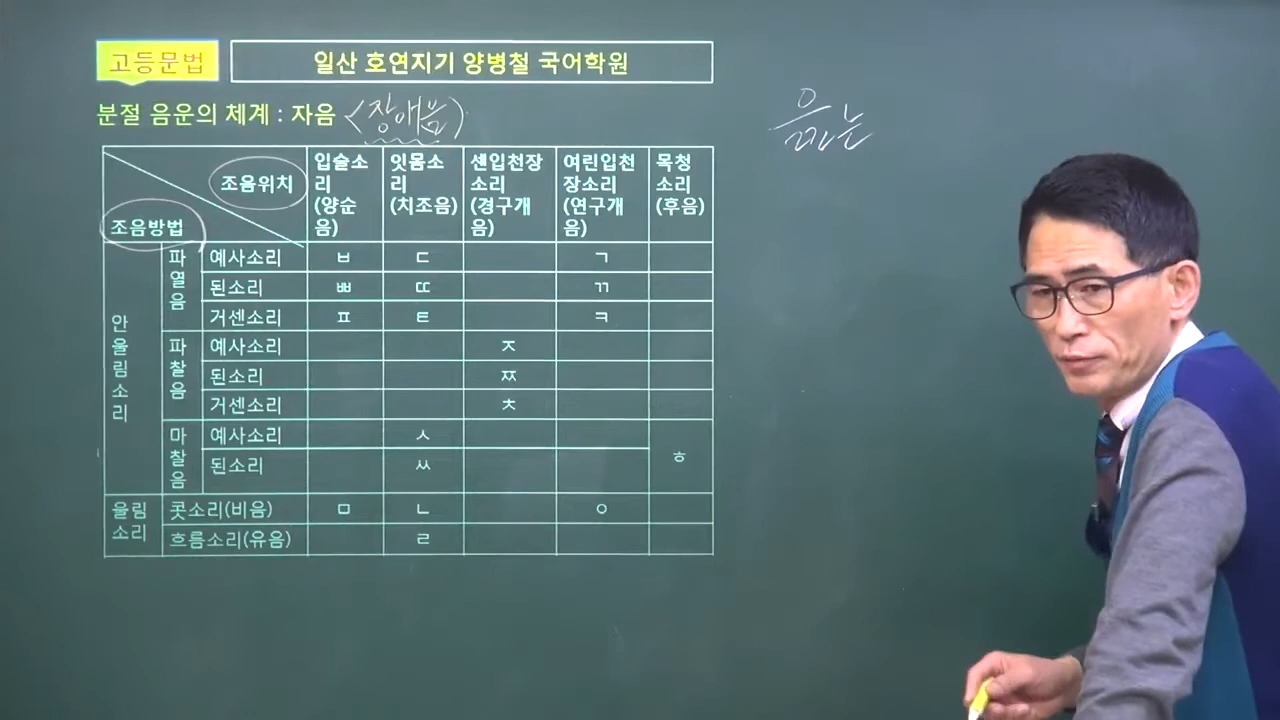 고등문법 일산 호연지기 양병철 국어학원
분절 음운의 체계 : 자음 (장애음)
조음위치
조음방법
입술소리(양순음) 잇몸소리(치조음) 센입천장소리(경구개음) 여린입천장소리(연구개음) 목청소리(후음)
안울림소리
파열음
예사소리 ㅂ ㄷ ㄱ
된소리 ㅃ ㄸ ㄲ
거센소리 ㅍ ㅌ ㅋ
파찰음
예사소리 ㅈ
된소리 ㅉ
거센소리 ㅊ
마찰음
예사소리 ㅅ
된소리 ㅆ
ㅎ
울림소리
콧소리(비음) ㅁ ㄴ ㅇ
흐름소리(유음) ㄹ